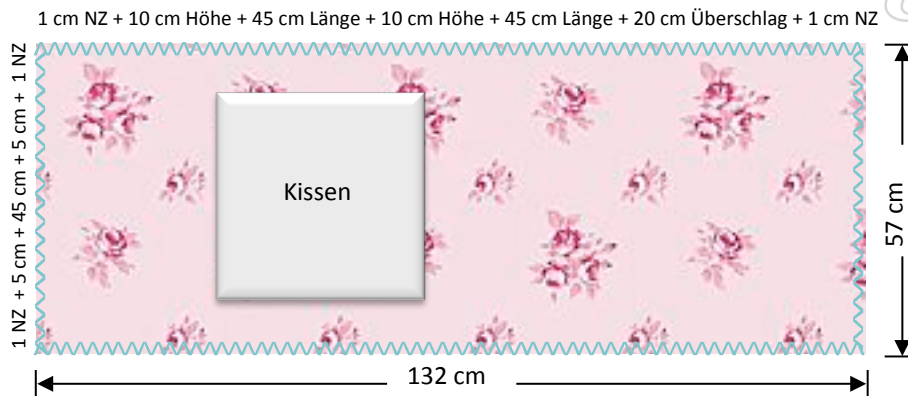 1 cm NZ + 10 cm Höhe + 45 cm Länge + 10 cm Höhe + 45 cm Länge + 20 cm Überschlag + 1 cm NZ
1 NZ + 5 cm + 45 cm + 5 cm + 1 NZ
Kissen
57 cm
132 cm